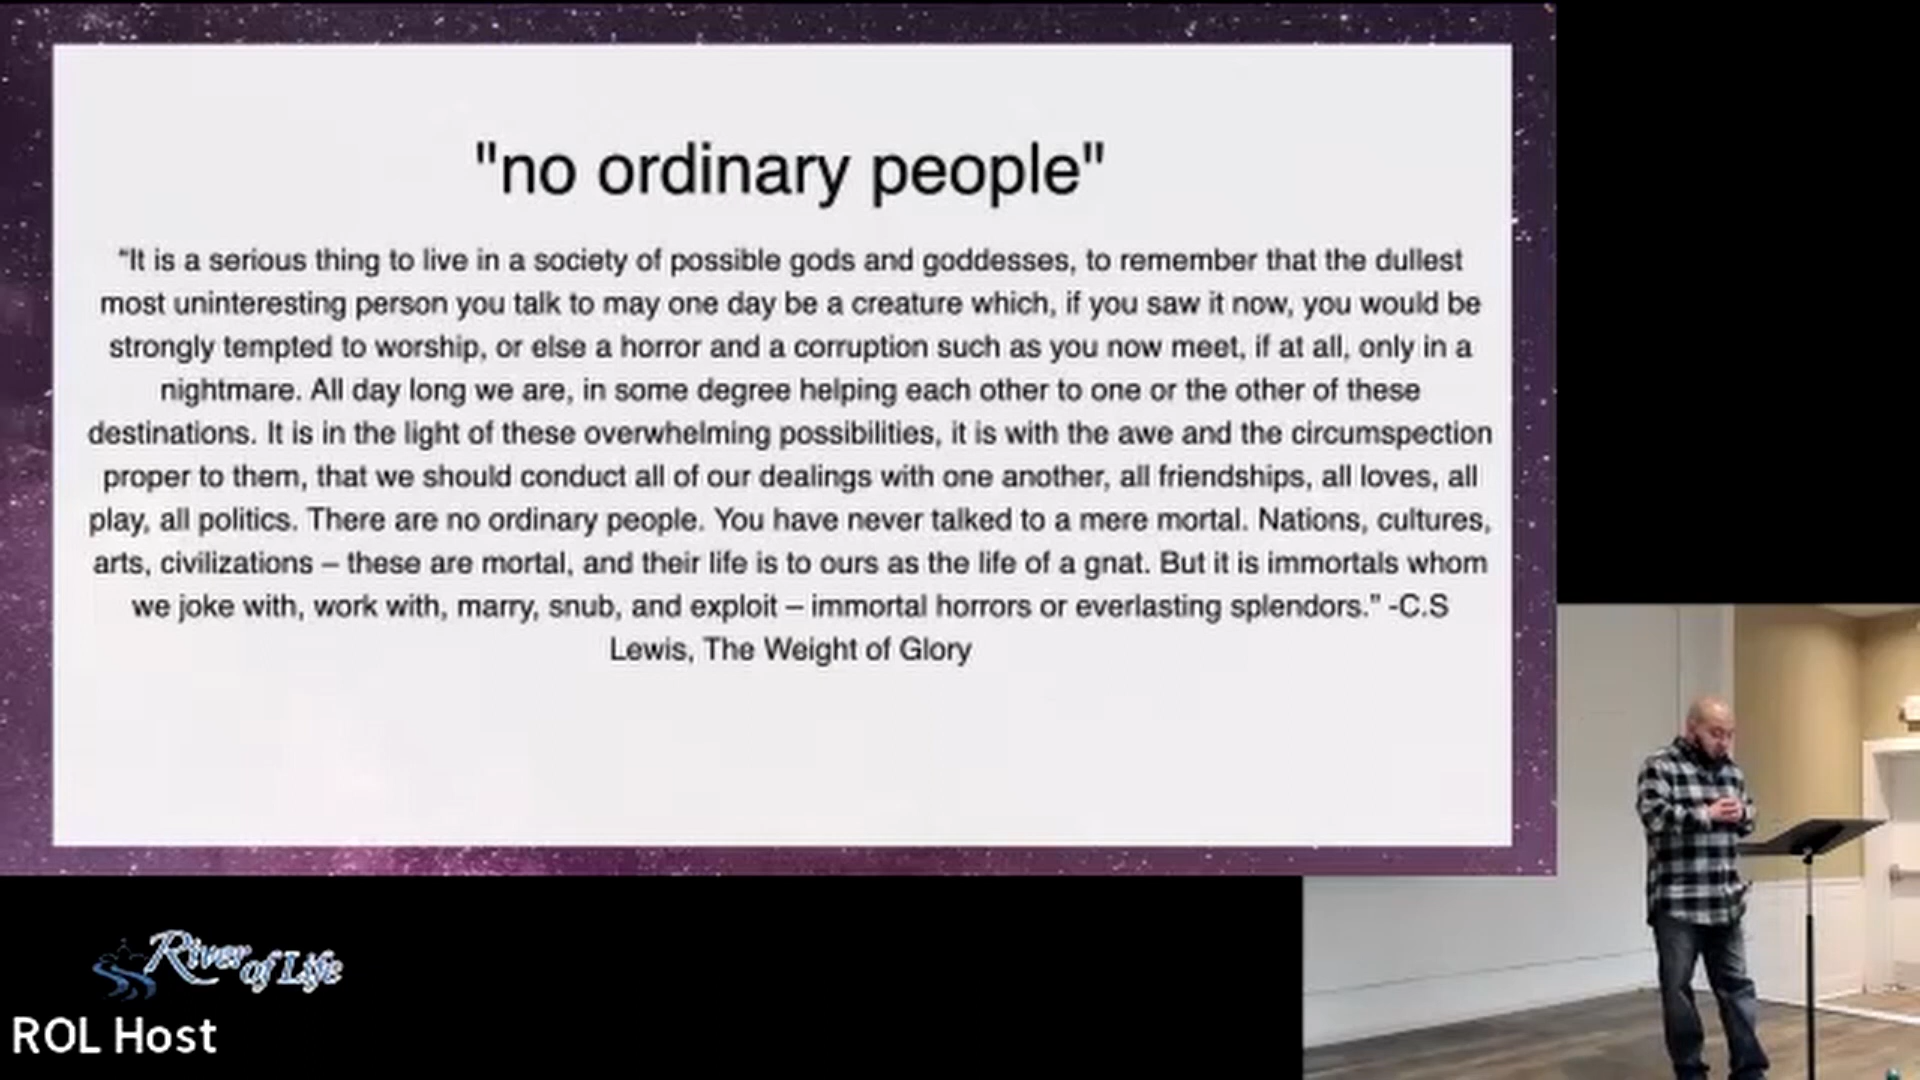 "no ordinary people"
“It is a serious thing to live in a society of possible gods and goddesses, to remember that the dullest
most uninteresting person you talk to may one day be a creature which, if you saw it now, you would be
strongly tempted to worship, or else a horror and a corruption such as you now meet, if at all, only in a
nightmare. All day long we are, in some degree helping each other to one or the other of these
destinations. It is in the light of these overwhelming possibilities, it is with the awe and the circumspection
proper to them, that we should conduct all of our dealings with one another, all friendships, all loves, all
play, all politics. There are no ordinary people. You have never talked to a mere mortal. Nations, cultures,
arts, civilizations – these are mortal, and their life is to ours as the life of a gnat. But it is immortals whom
we joke with, work with, marry, snub, and exploit – immortal horrors or everlasting splendors.” -C.S
Lewis, The Weight of Glory
River of Life
ROL Host